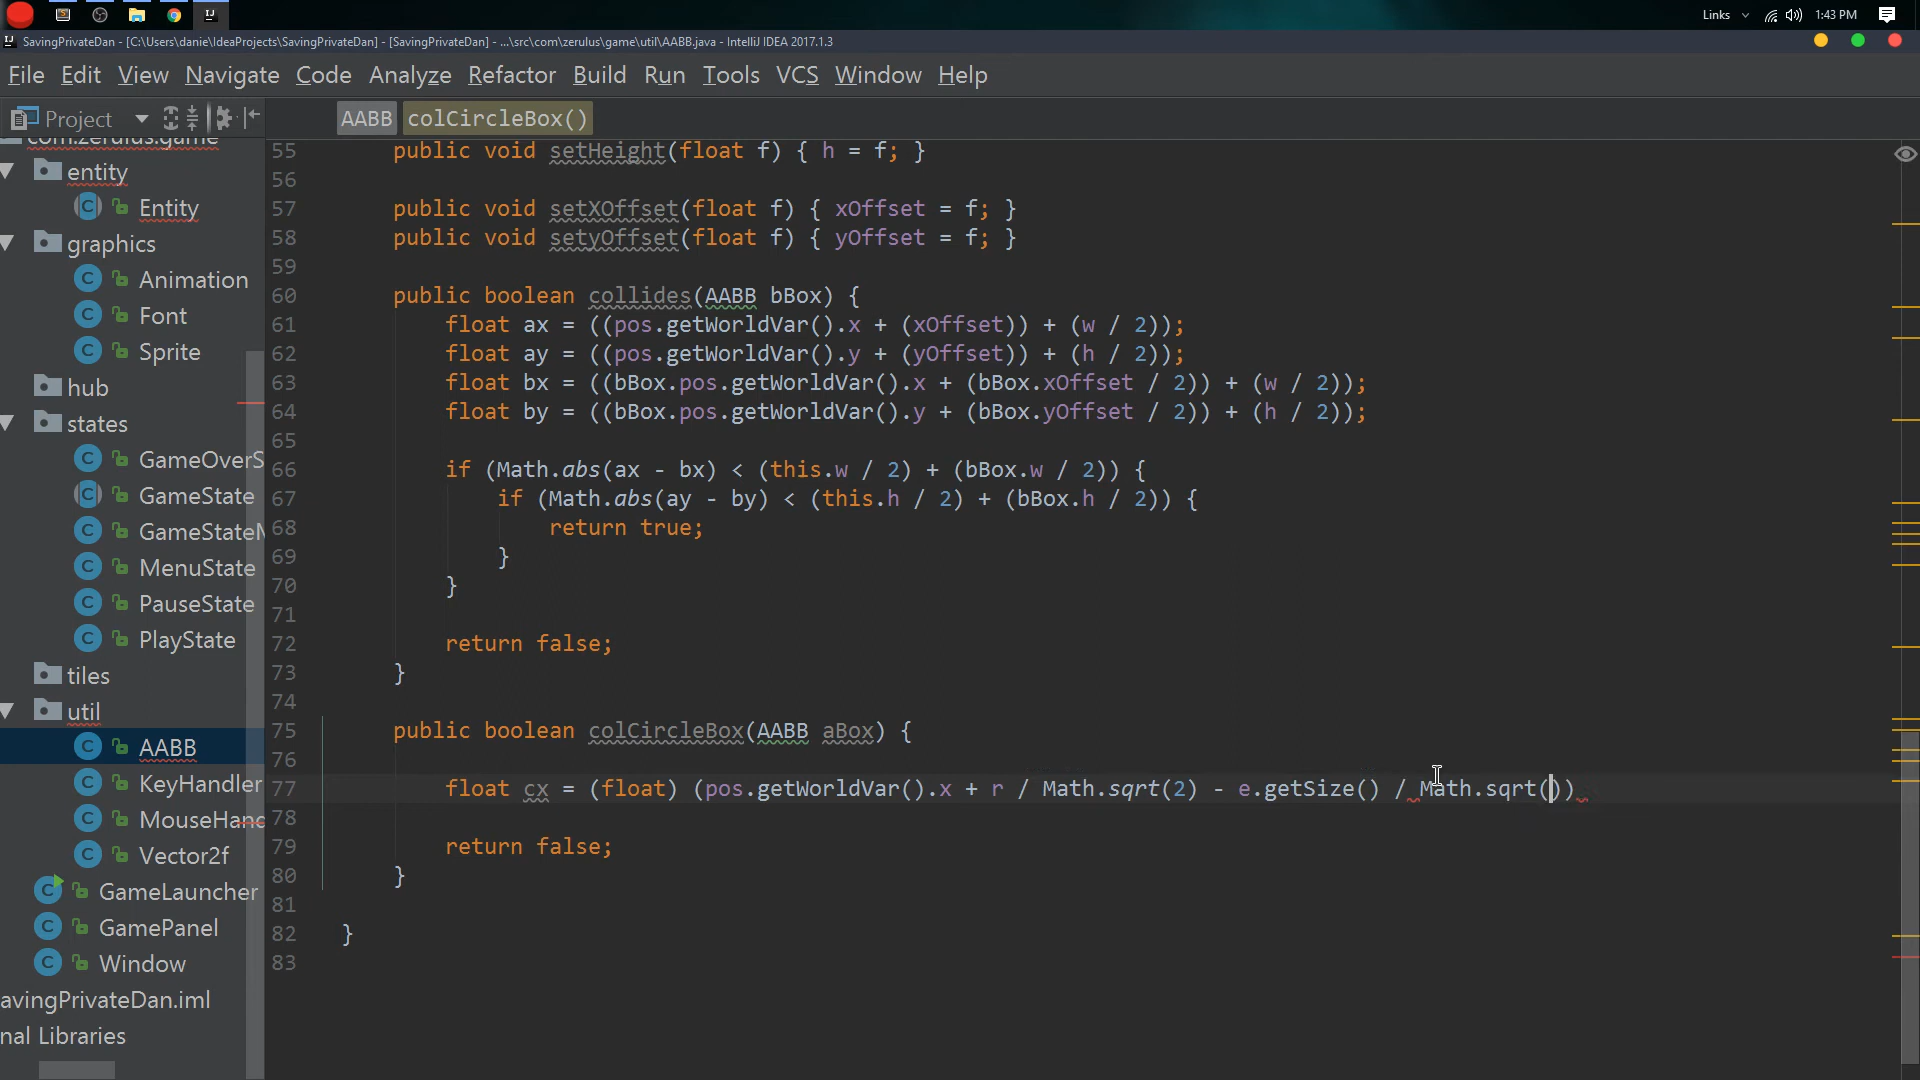 Links 1:43 PM
SavingPrivateDan - [C:\Users\danie\IdeaProjects\SavingPrivateDan] - [SavingPrivateDan] - ...\src\com\zerulus\game\util\AABB.java - IntelliJ IDEA 2017.1.3
File Edit View Navigate Code Analyze Refactor Build Run Tools VCS Window Help
Project
AABB colCircleBox()
com.zerulus.game
entity
Entity
graphics
Animation
Font
Sprite
hub
states
GameOverS
GameState
GameStateM
MenuState
PauseState
PlayState
tiles
util
AABB
KeyHandler
MouseHand
Vector2f
GameLauncher
GamePanel
Window
avingPrivateDan.iml
nal Libraries
55 public void setHeight(float f) { h = f; }
56
57 public void setXOffset(float f) { xOffset = f; }
58 public void setyOffset(float f) { yOffset = f; }
59
60 public boolean collides(AABB bBox) {
61 float ax = ((pos.getWorldVar().x + (xOffset)) + (w / 2));
62 float ay = ((pos.getWorldVar().y + (yOffset)) + (h / 2));
63 float bx = ((bBox.pos.getWorldVar().x + (bBox.xOffset / 2)) + (w / 2));
64 float by = ((bBox.pos.getWorldVar().y + (bBox.yOffset / 2)) + (h / 2));
65
66 if (Math.abs(ax - bx) < (this.w / 2) + (bBox.w / 2)) {
67 if (Math.abs(ay - by) < (this.h / 2) + (bBox.h / 2)) {
68 return true;
69 }
70 }
71
72 return false;
73 }
74
75 public boolean colCircleBox(AABB aBox) {
76
77 float cx = (float) (pos.getWorldVar().x + r / Math.sqrt(2) - e.getSize() / Math.sqrt())
78
79 return false;
80 }
81
82 }
83